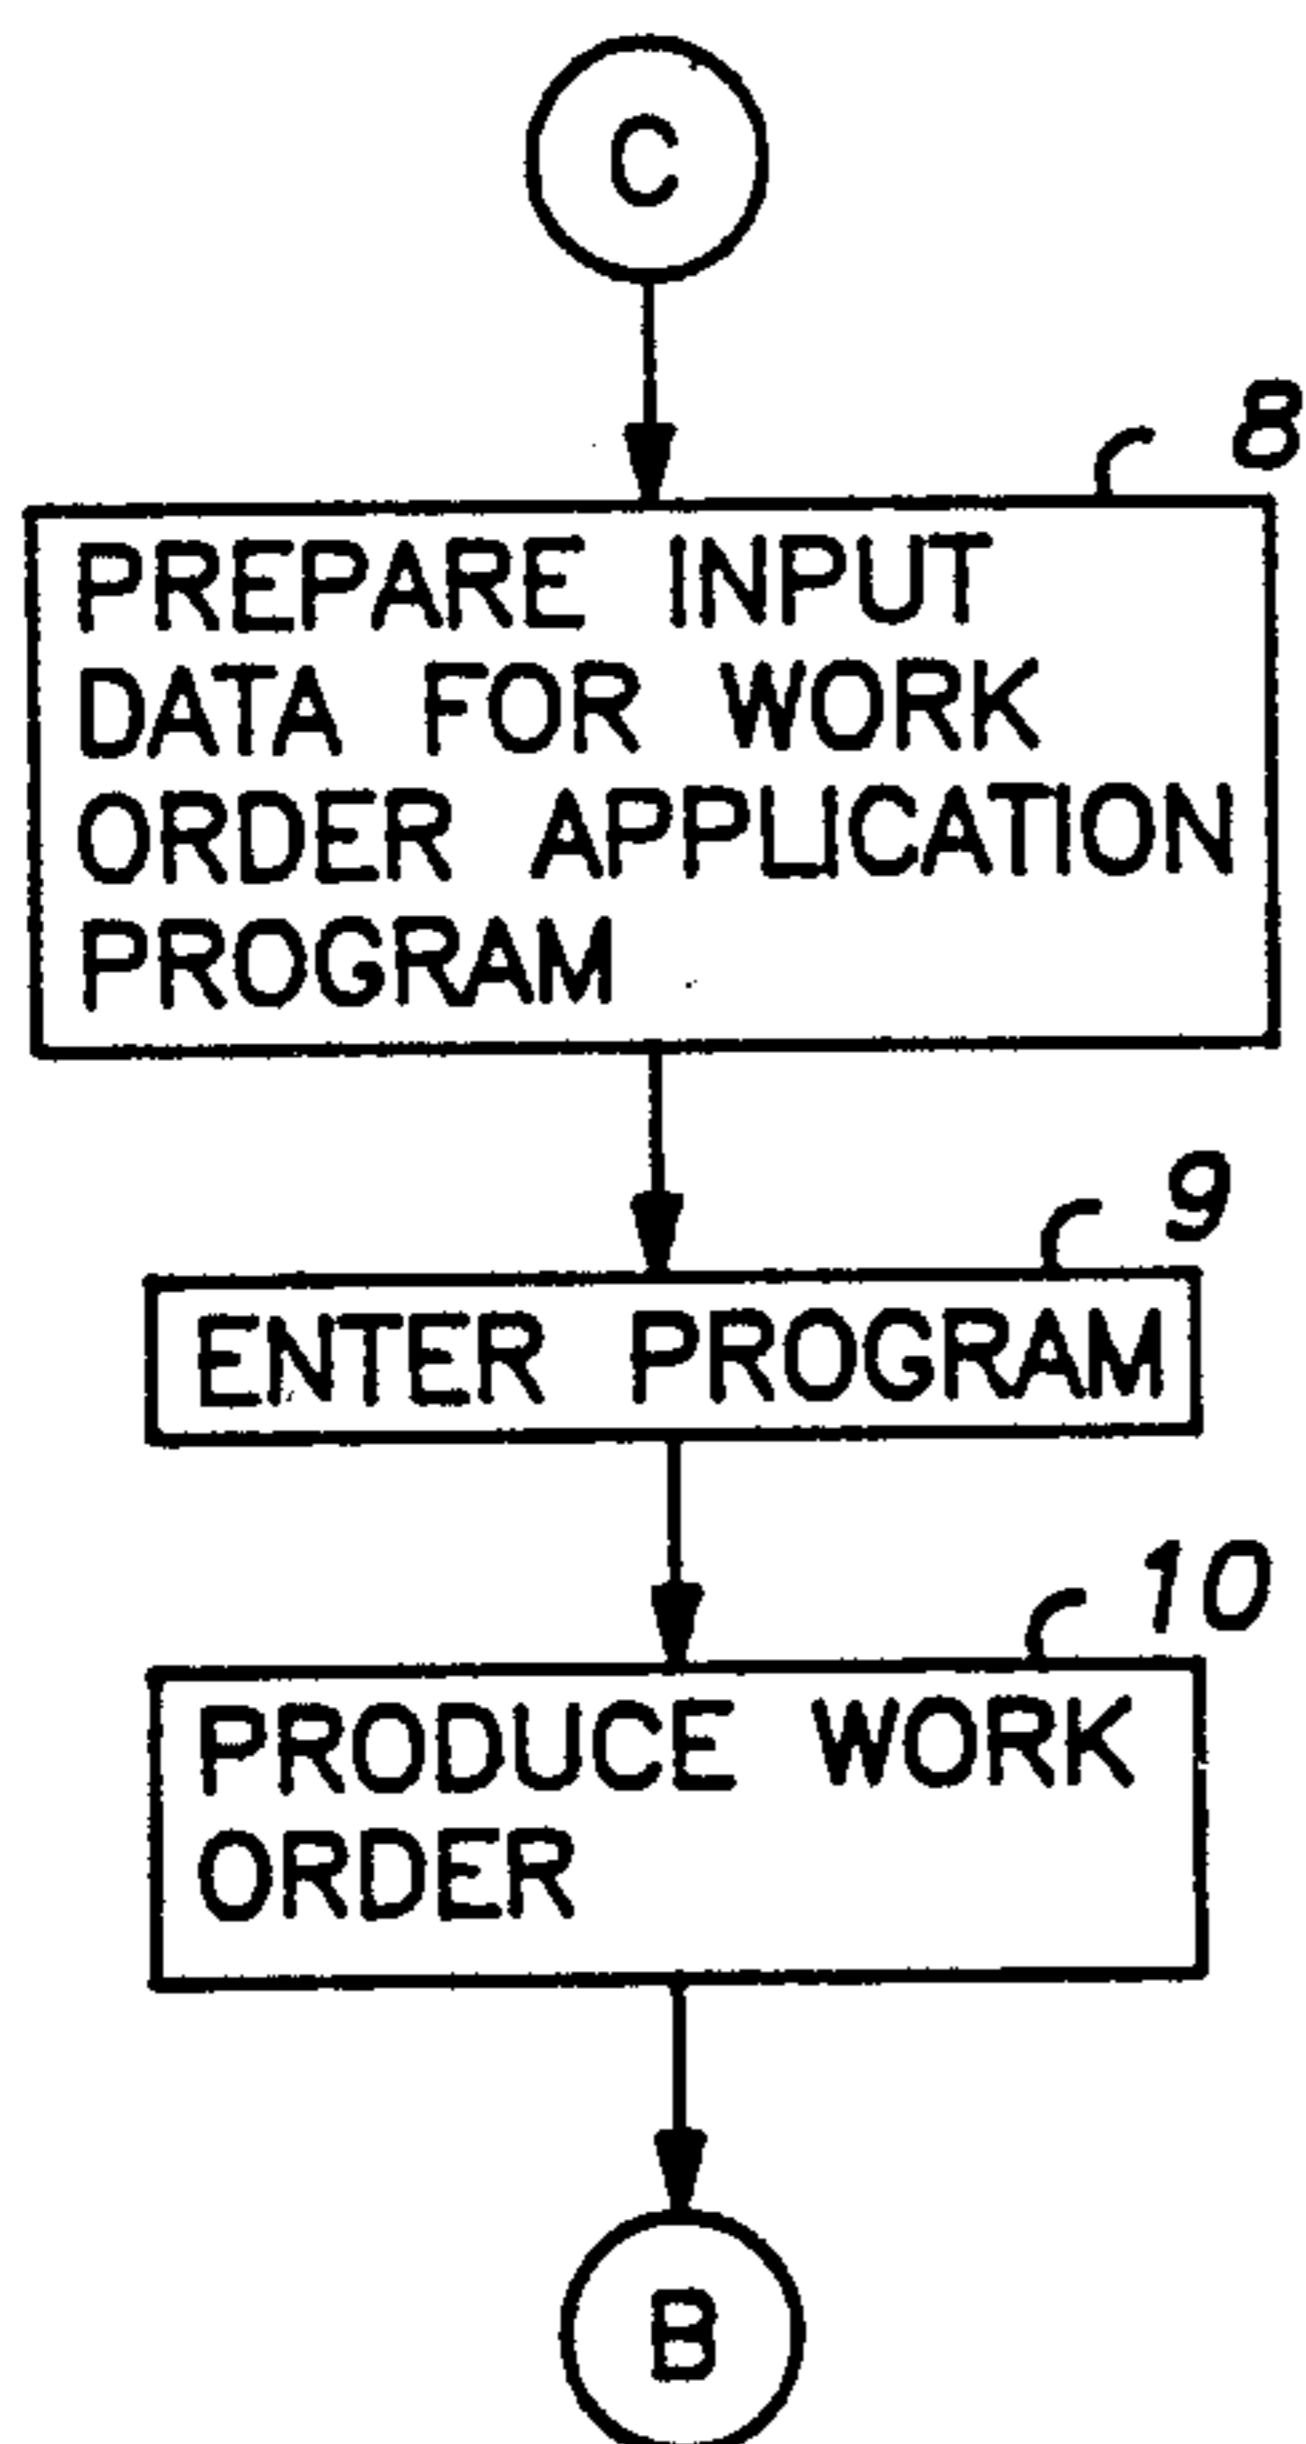 C
8
PREPARE INPUT
DATA FOR WORK
ORDER APPLICATION
PROGRAM
9
ENTER PROGRAM
10
PRODUCE WORK
ORDER
B